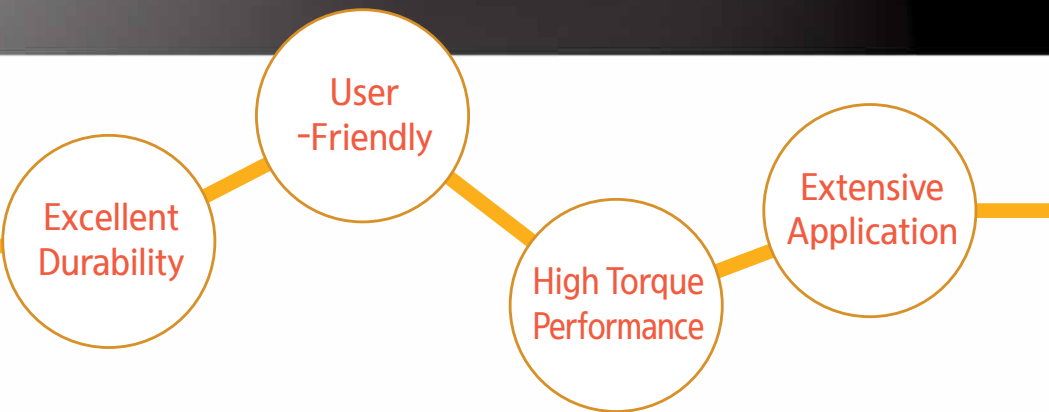 Excellent
Durability
User
-Friendly
High Torque
Performance
Extensive
Application